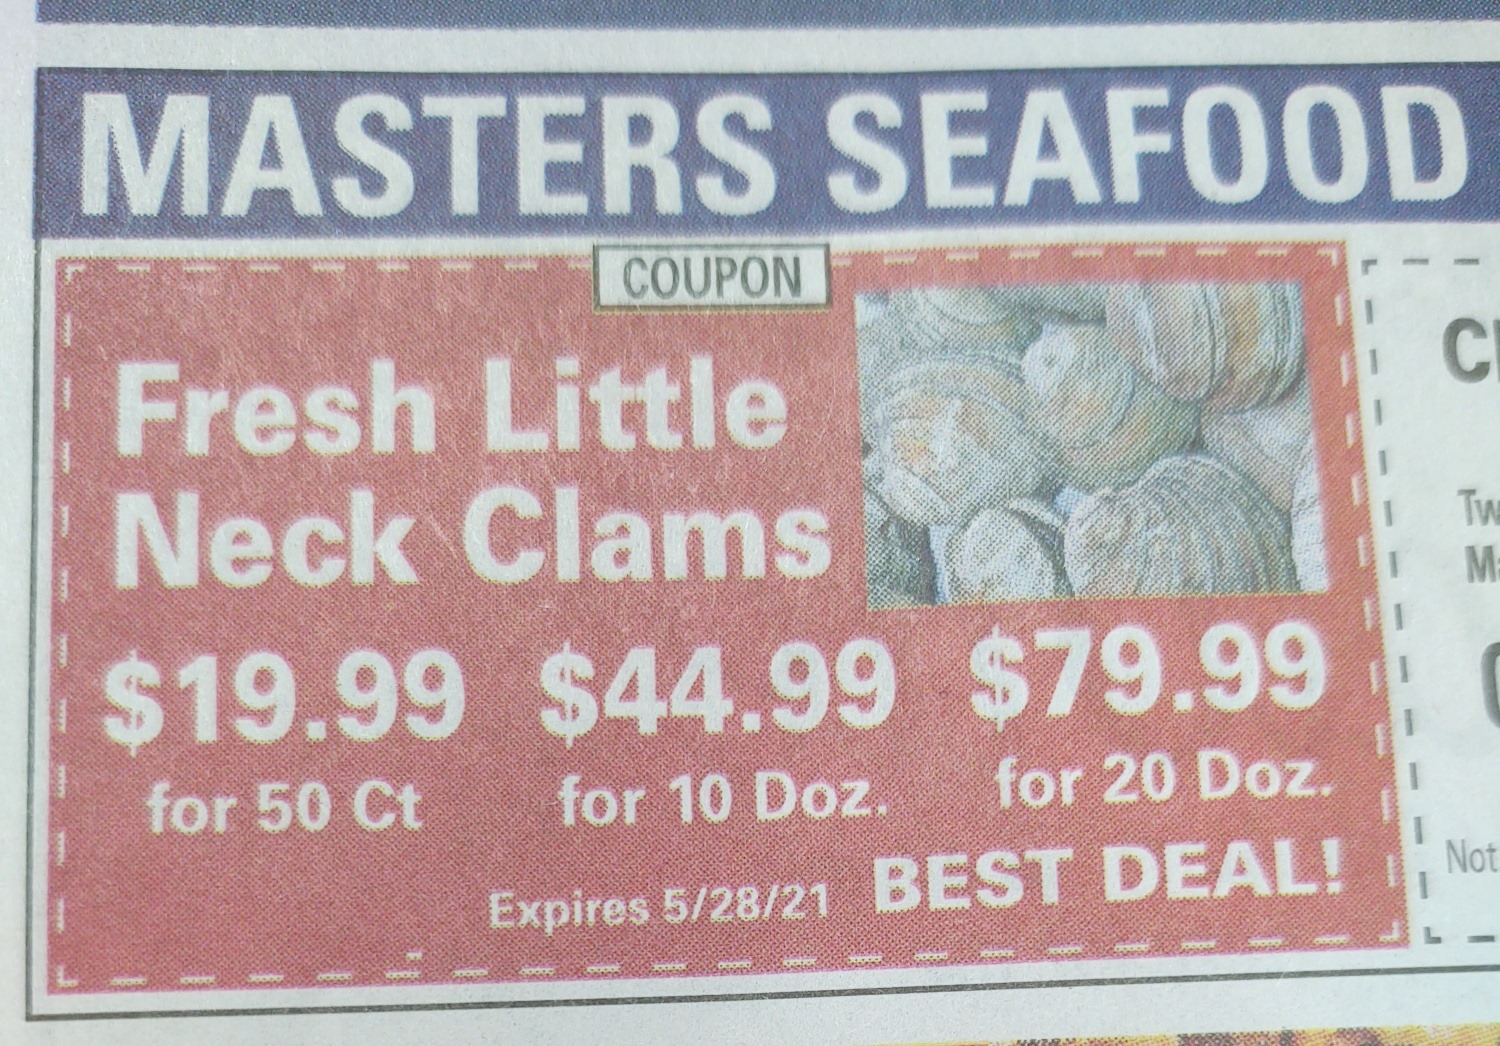 MASTERS SEAFOOD
COUPON
Fresh Little
Neck Clams
$19.99 $44.99 $79.99
for 50 Ct for 10 Doz. for 20 Doz.
Expires 5/28/21 BEST DEAL!
Not